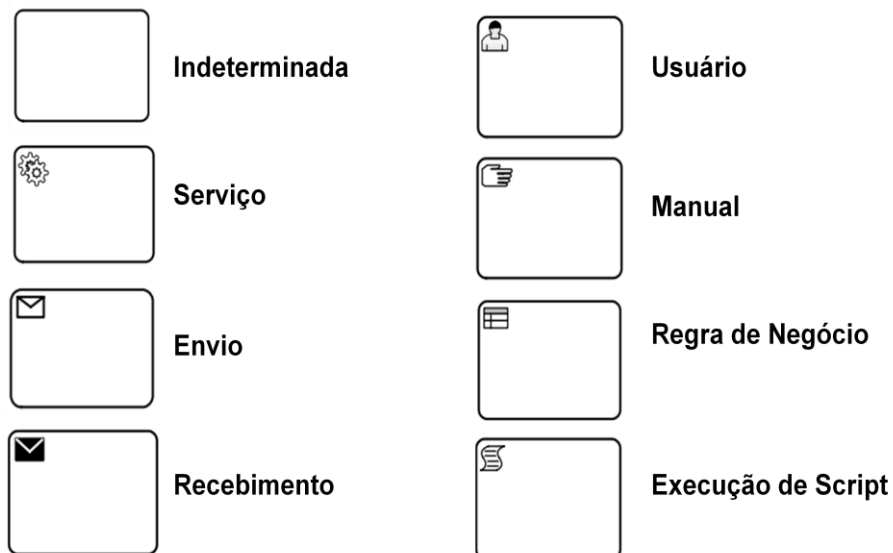 Indeterminada
Usuário
Serviço
Manual
Envio
Regra de Negócio
Recebimento
Execução de Script